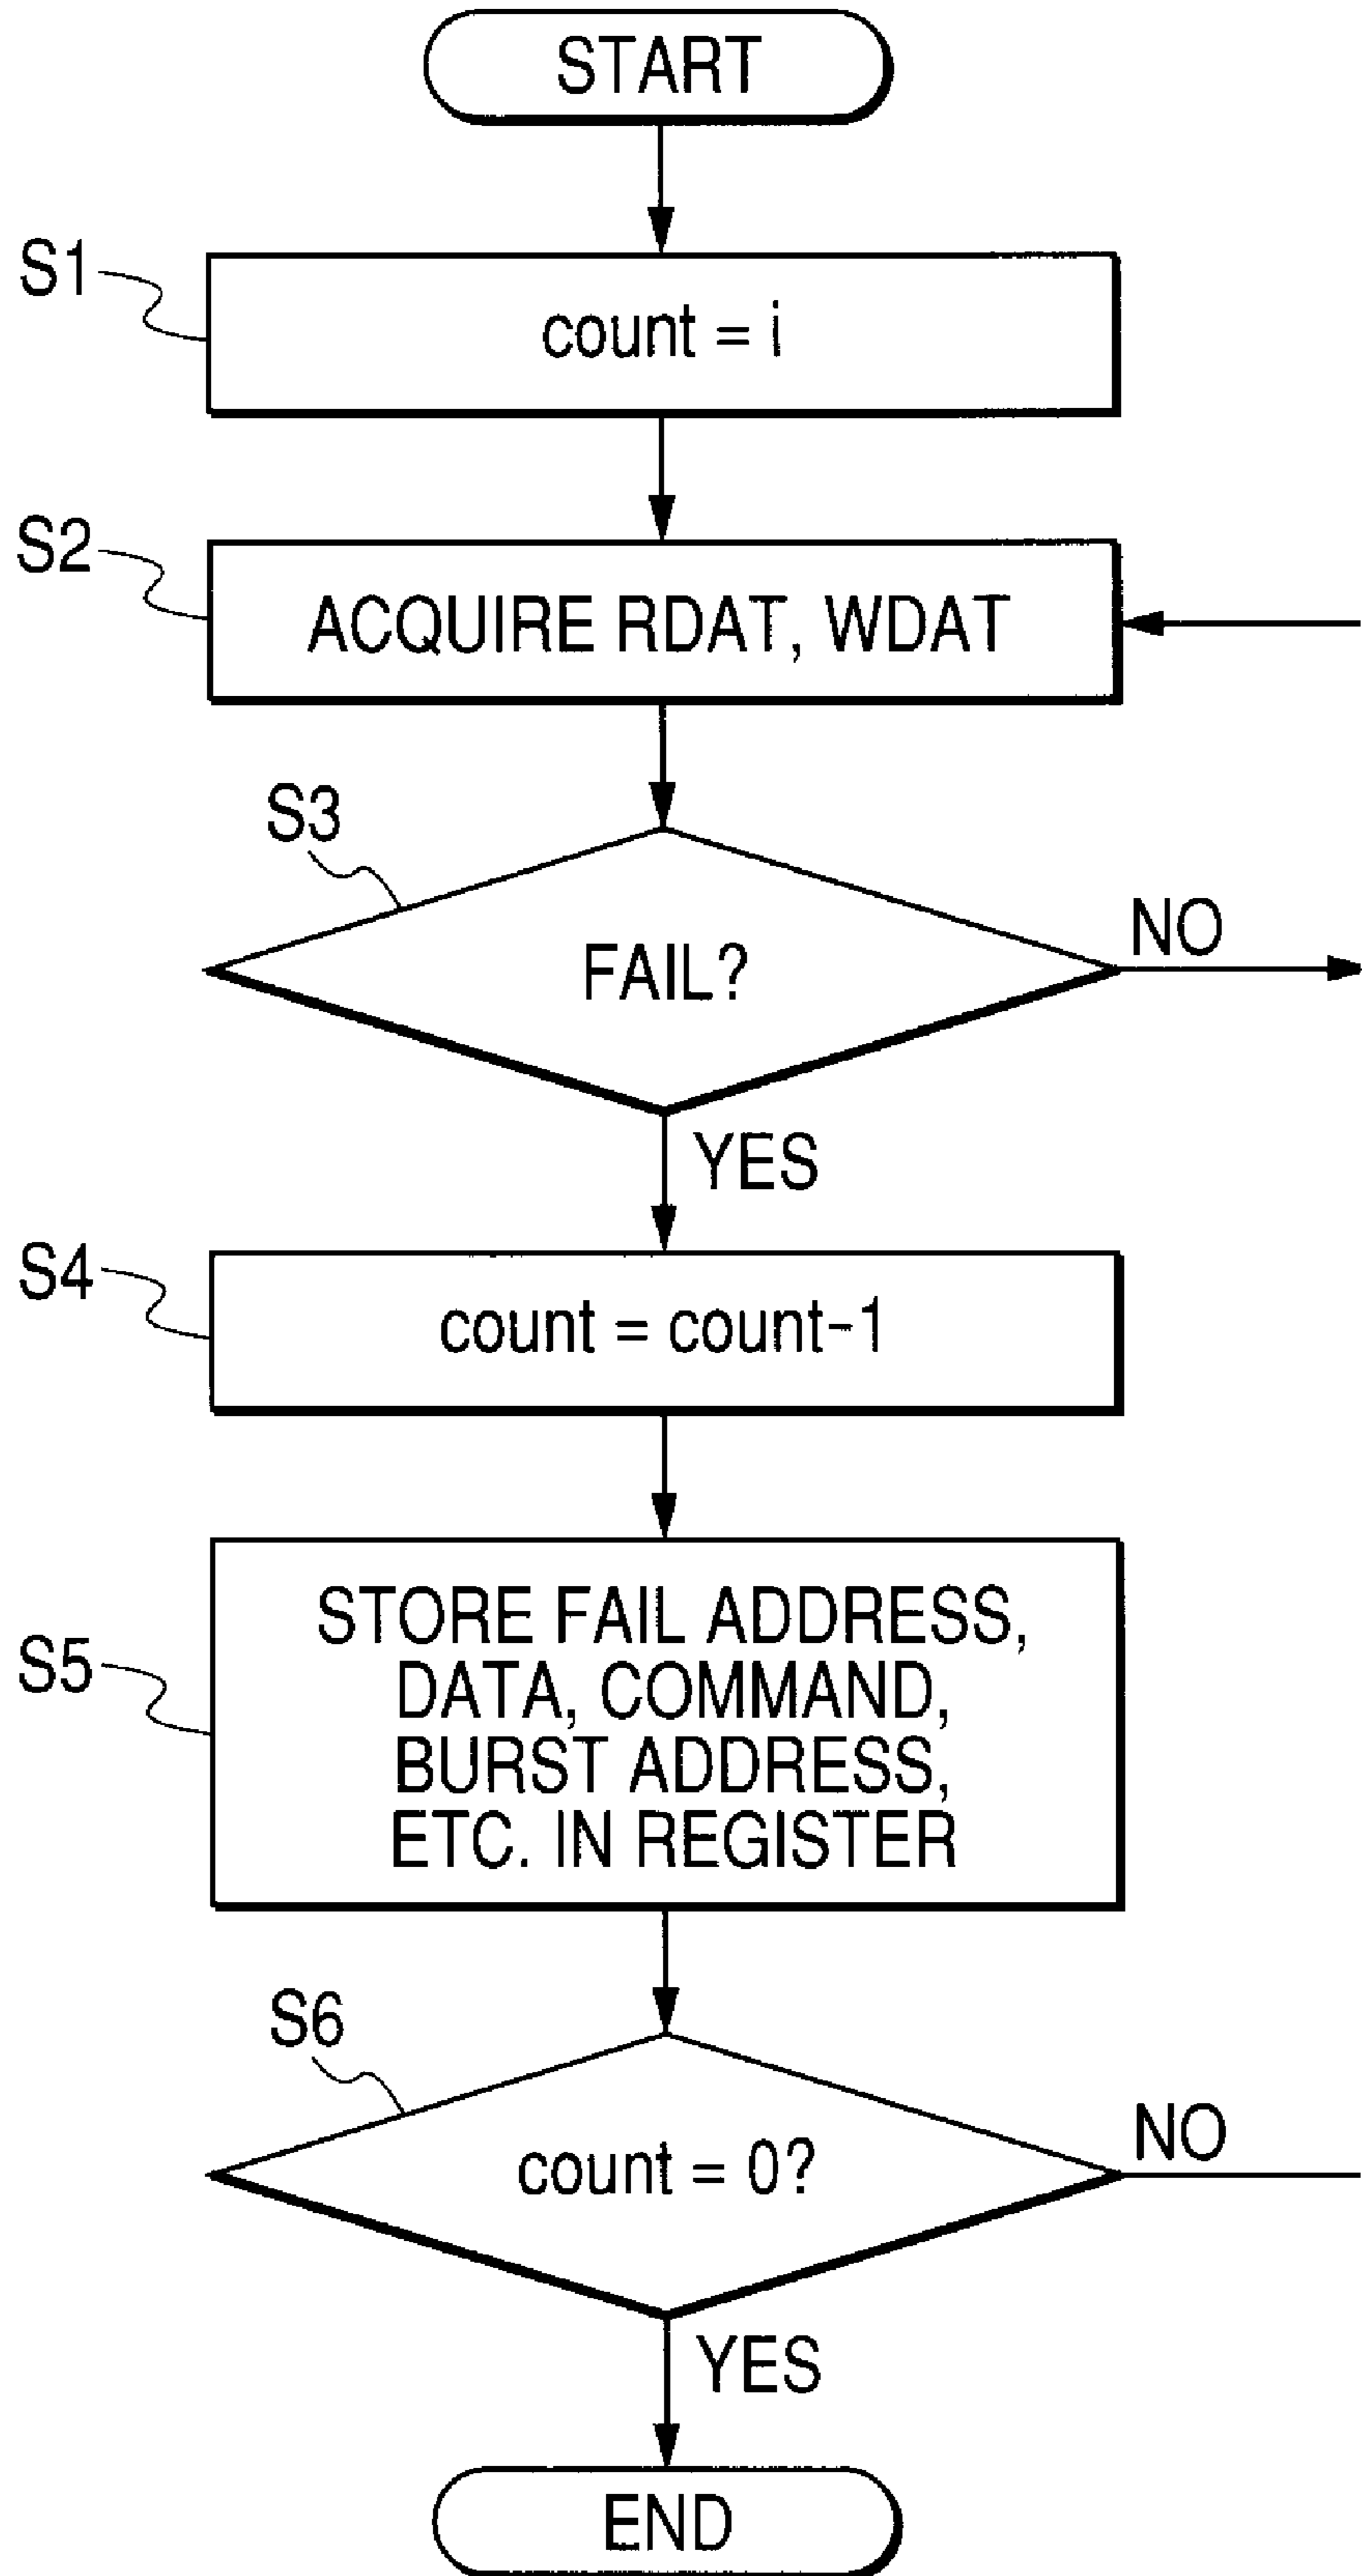 START
S1
count = i
S2
ACQUIRE RDAT, WDAT
S3
FAIL?
NO
YES
S4
count = count-1
S5
STORE FAIL ADDRESS,
DATA, COMMAND,
BURST ADDRESS,
ETC. IN REGISTER
S6
count = 0?
NO
YES
END